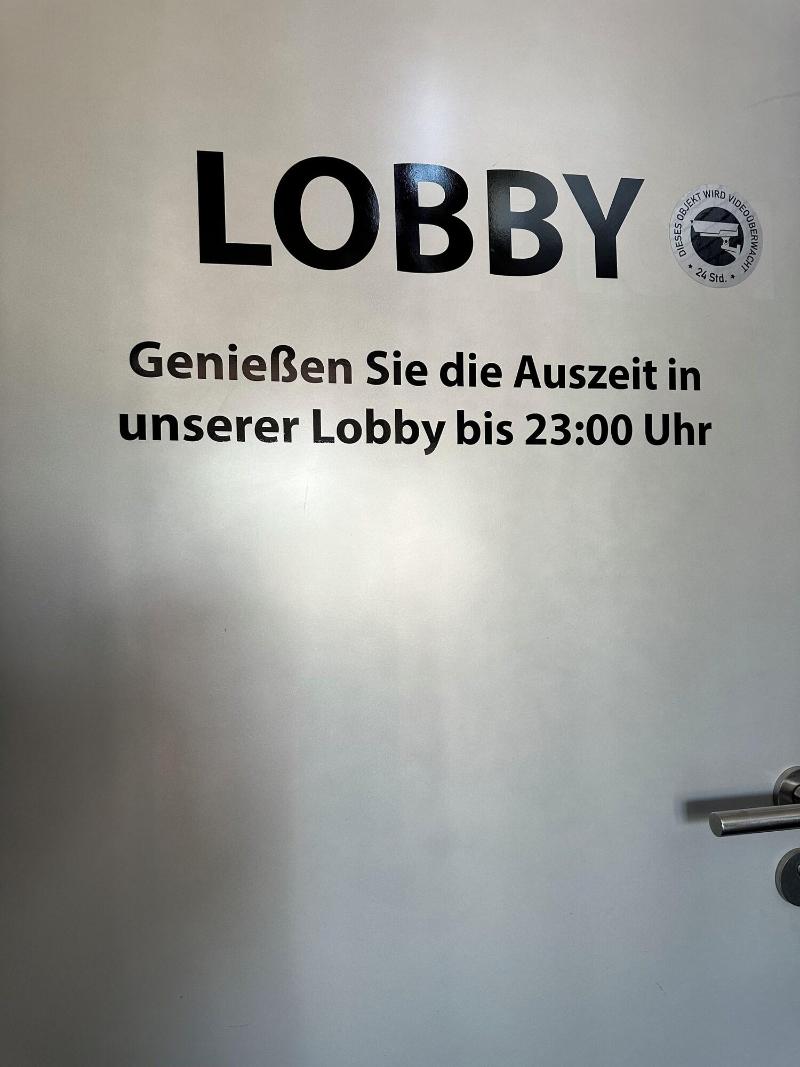 LOBBY
DIESES OBJEKT WIRD VIDEOÜBERWACHT
* 24 Std. *
Genießen Sie die Auszeit in
unserer Lobby bis 23:00 Uhr